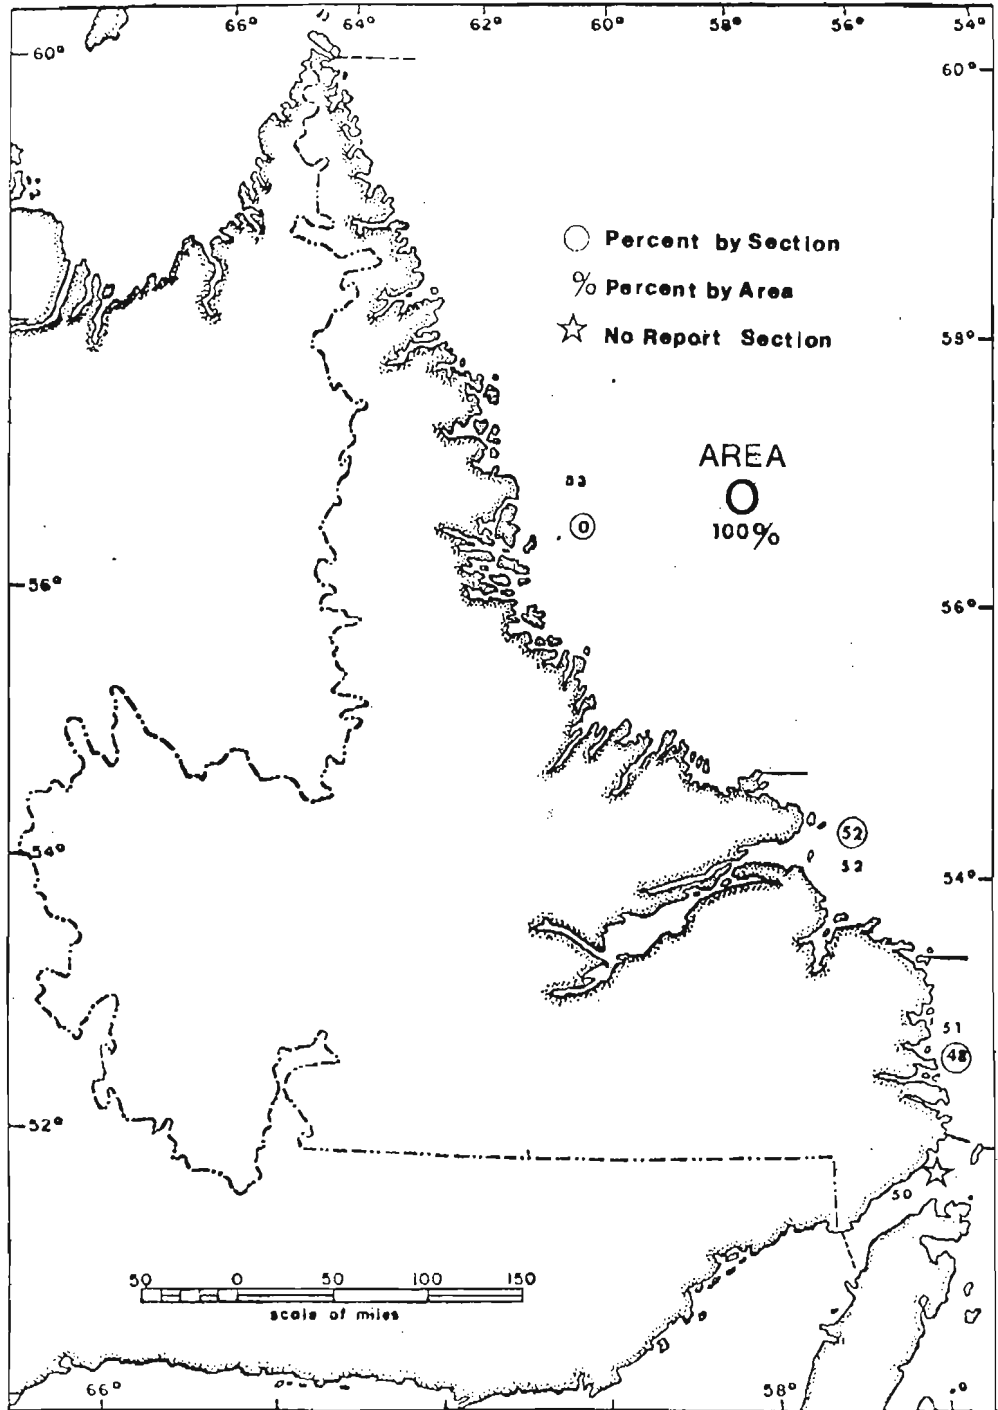 66° 64° 62° 60° 58° 56° 54°
60° 60°
Percent by Section
% Percent by Area
No Report Section
58°
AREA
O
100%
53
0
56° 56°
52
54° 52
54°
51
48
52°
50
50 0 50 100 150
scale of miles
66° 58°